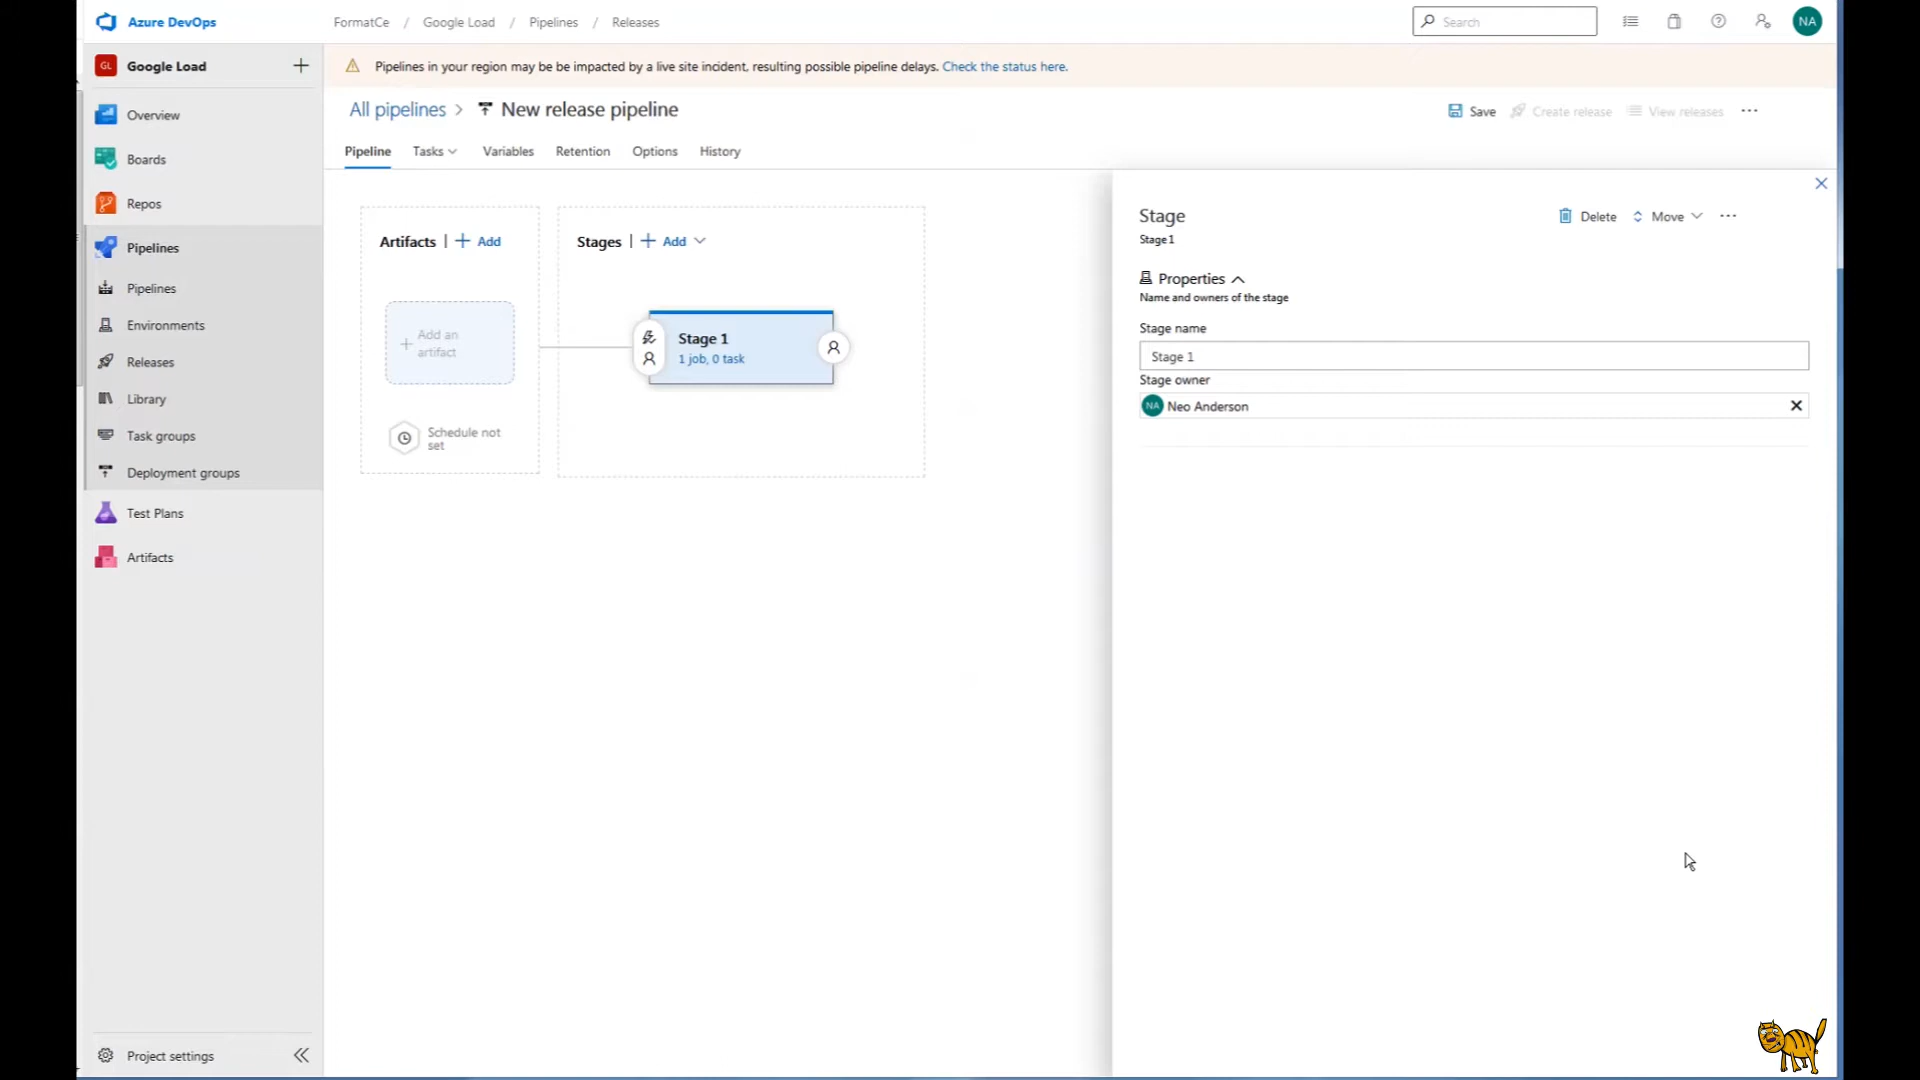 Azure DevOps
FormatCe / Google Load / Pipelines / Releases
Search
NA
GL Google Load
Pipelines in your region may be be impacted by a live site incident, resulting possible pipeline delays. Check the status here.
Overview
Boards
Repos
Pipelines
Pipelines
Environments
Releases
Library
Task groups
Deployment groups
Test Plans
Artifacts
Project settings
All pipelines > New release pipeline
Save Create release View releases
Pipeline Tasks Variables Retention Options History
Artifacts | Add
Add an
artifact
Schedule not
set
Stages | Add
Stage 1
1 job, 0 task
Stage
Delete Move
Stage 1
Properties
Name and owners of the stage
Stage name
Stage 1
Stage owner
NA Neo Anderson